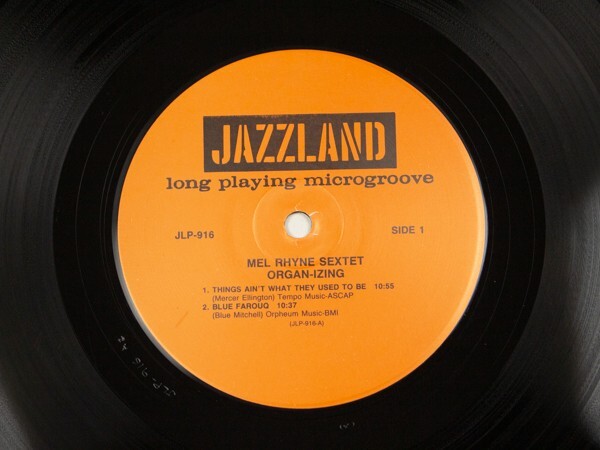 JAZZLAND
long playing microgroove
JLP-916
SIDE 1
MEL RHYNE SEXTET
ORGAN-IZING
1. THINGS AIN'T WHAT THEY USED TO BE 10:55
(Mercer Ellington) Tempo Music-ASCAP
2. BLUE FAROUQ 10:37
(Blue Mitchell) Orpheum Music-BMI
(JLP-916-A)
JLP-916